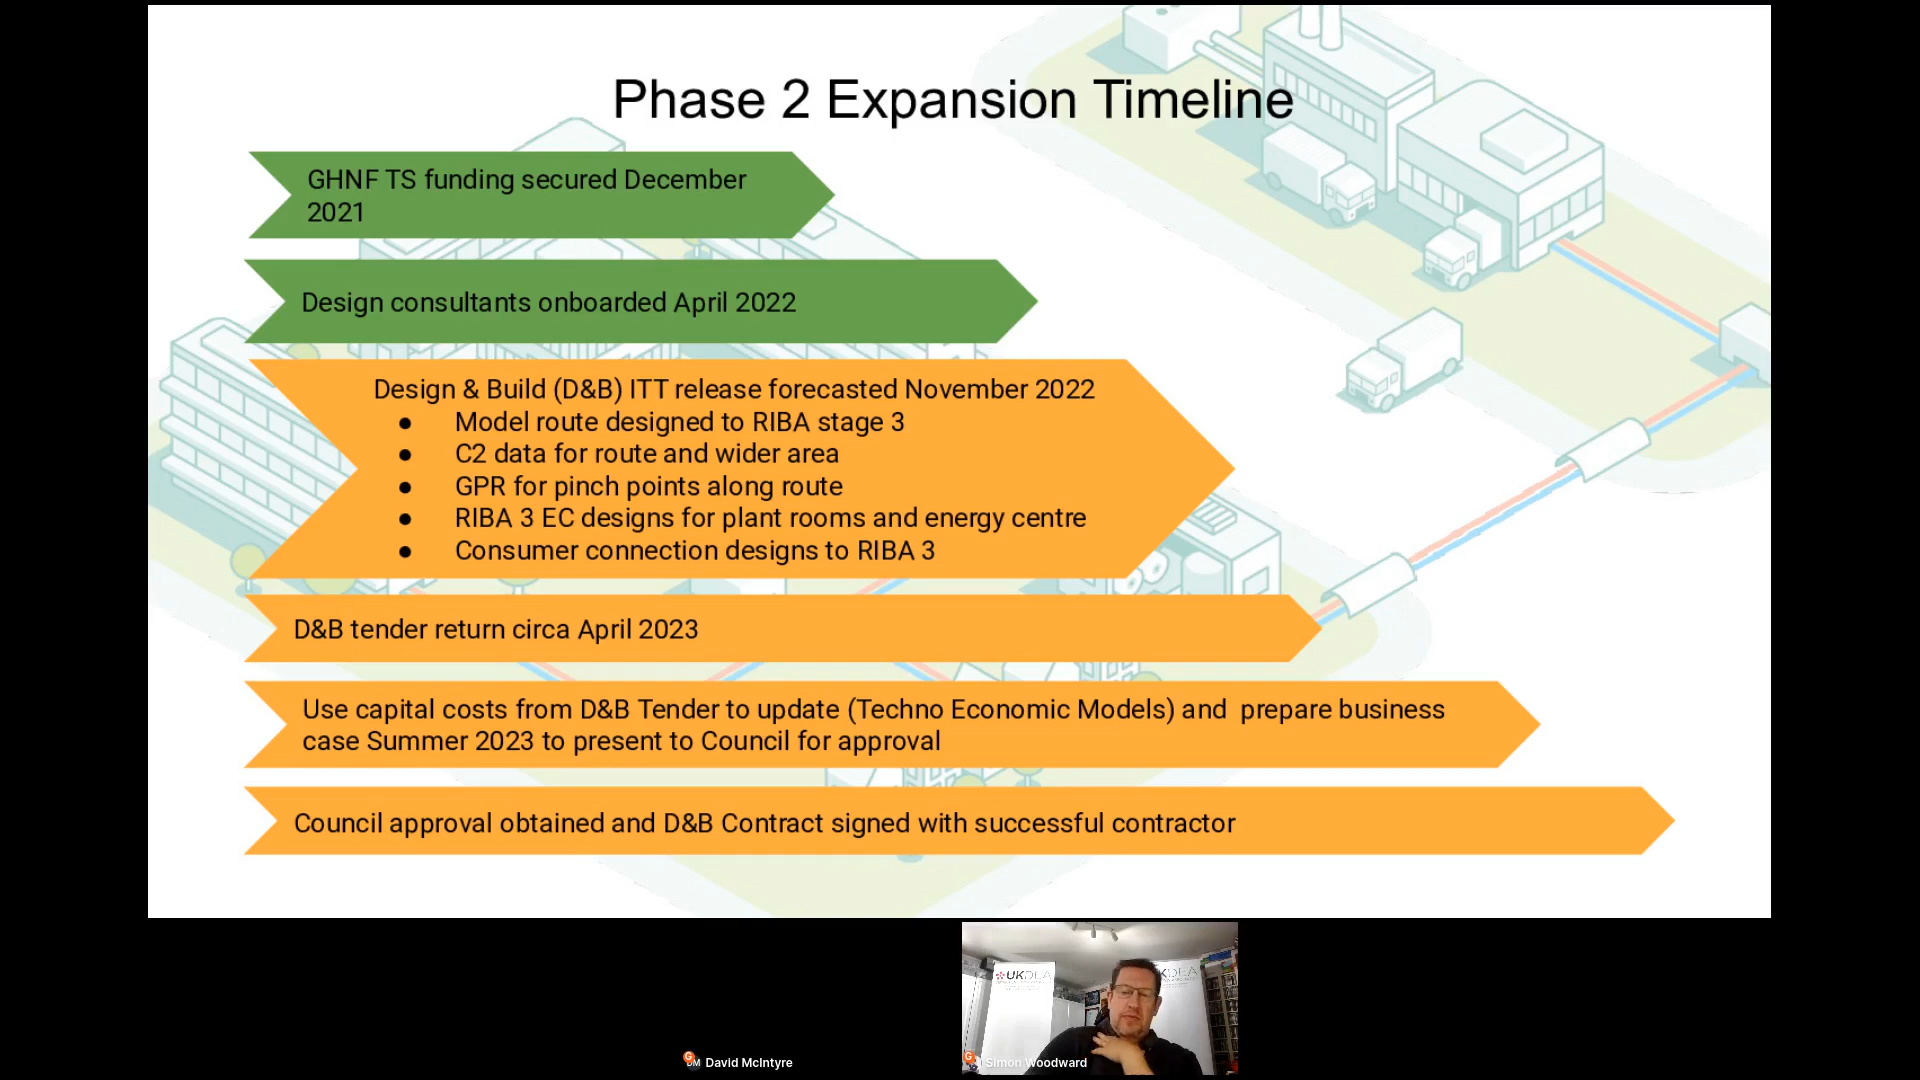 Phase 2 Expansion Timeline
GHNF TS funding secured December
2021
Design consultants onboarded April 2022
Design & Build (D&B) ITT release forecasted November 2022
● Model route designed to RIBA stage 3
● C2 data for route and wider area
● GPR for pinch points along route
● RIBA 3 EC designs for plant rooms and energy centre
● Consumer connection designs to RIBA 3
D&B tender return circa April 2023
Use capital costs from D&B Tender to update (Techno Economic Models) and prepare business
case Summer 2023 to present to Council for approval
Council approval obtained and D&B Contract signed with successful contractor
UKDEA
KDEA
G
DM David McIntyre
G
Simon Woodward